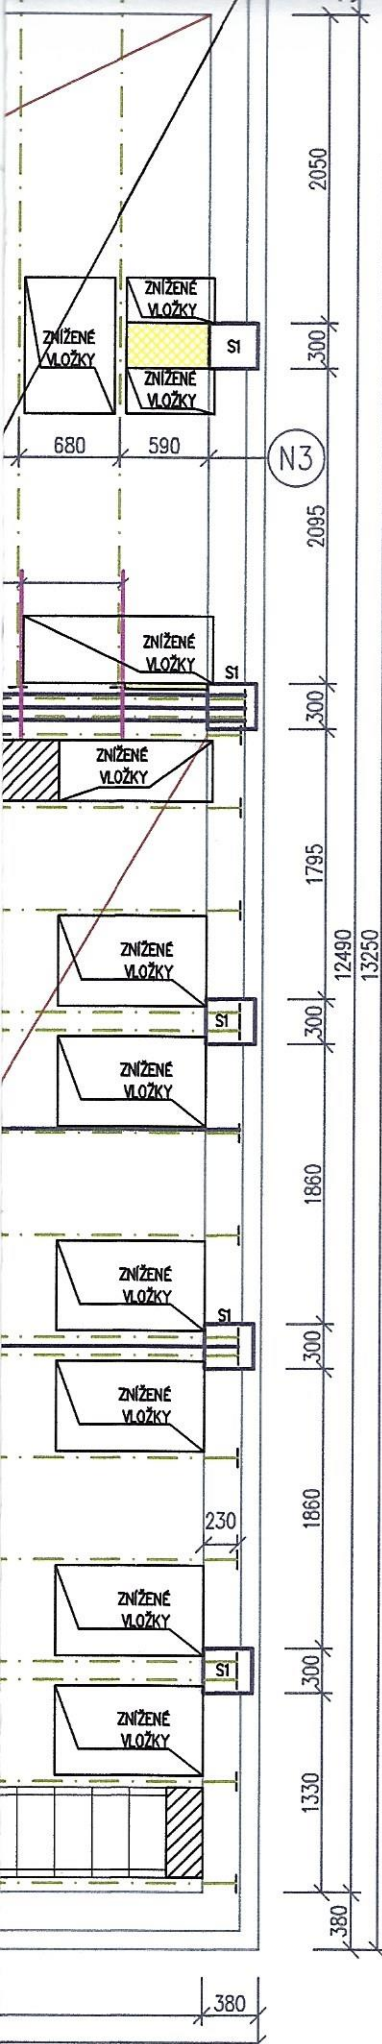 2050
ZNÍŽENÉ
VLOŽKY
ZNÍŽENÉ
VLOŽKY
S1
300
ZNÍŽENÉ
VLOŽKY
680
590
N3
2095
ZNÍŽENÉ
VLOŽKY
S1
300
ZNÍŽENÉ
VLOŽKY
1795
12490
13250
ZNÍŽENÉ
VLOŽKY
S1
300
ZNÍŽENÉ
VLOŽKY
1860
ZNÍŽENÉ
VLOŽKY
S1
300
ZNÍŽENÉ
VLOŽKY
1860
230
ZNÍŽENÉ
VLOŽKY
S1
300
ZNÍŽENÉ
VLOŽKY
1330
380
380